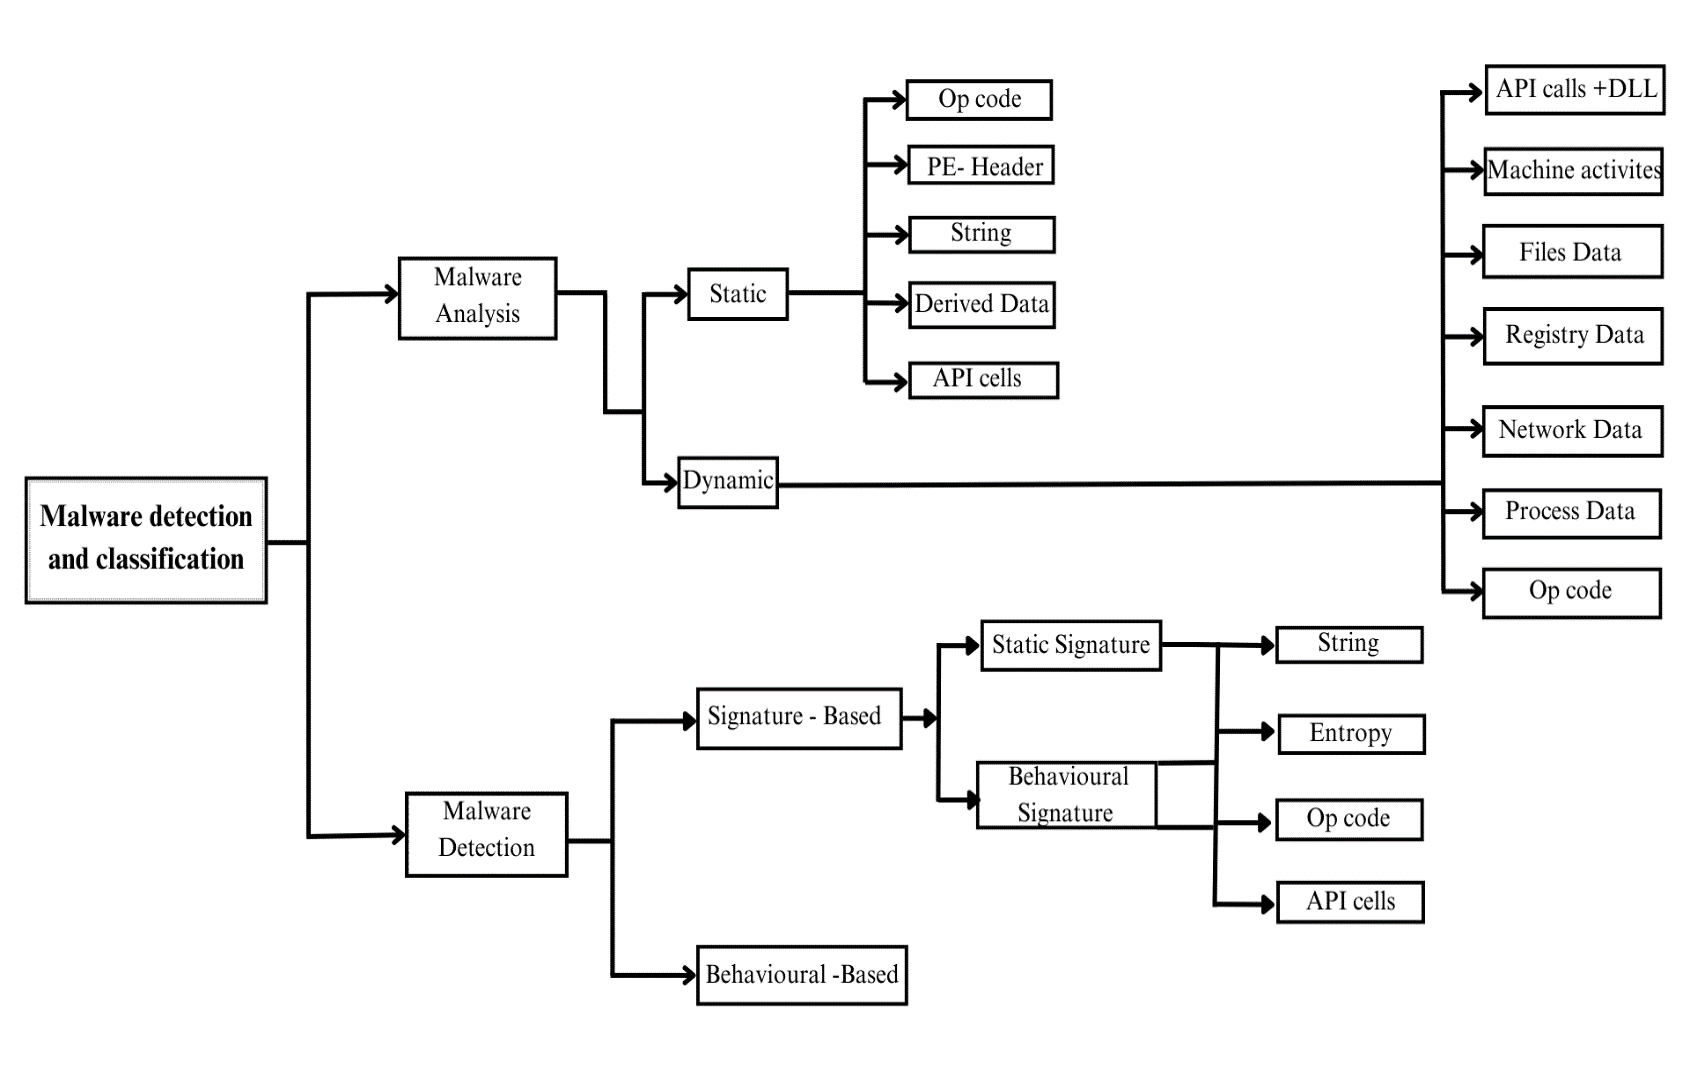 Malware detection
and classification
Malware
Analysis
Static
Op code
PE- Header
String
Derived Data
API cells
Dynamic
API calls +DLL
Machine activites
Files Data
Registry Data
Network Data
Process Data
Op code
Malware
Detection
Signature - Based
Static Signature
Behavioural
Signature
String
Entropy
Op code
API cells
Behavioural -Based